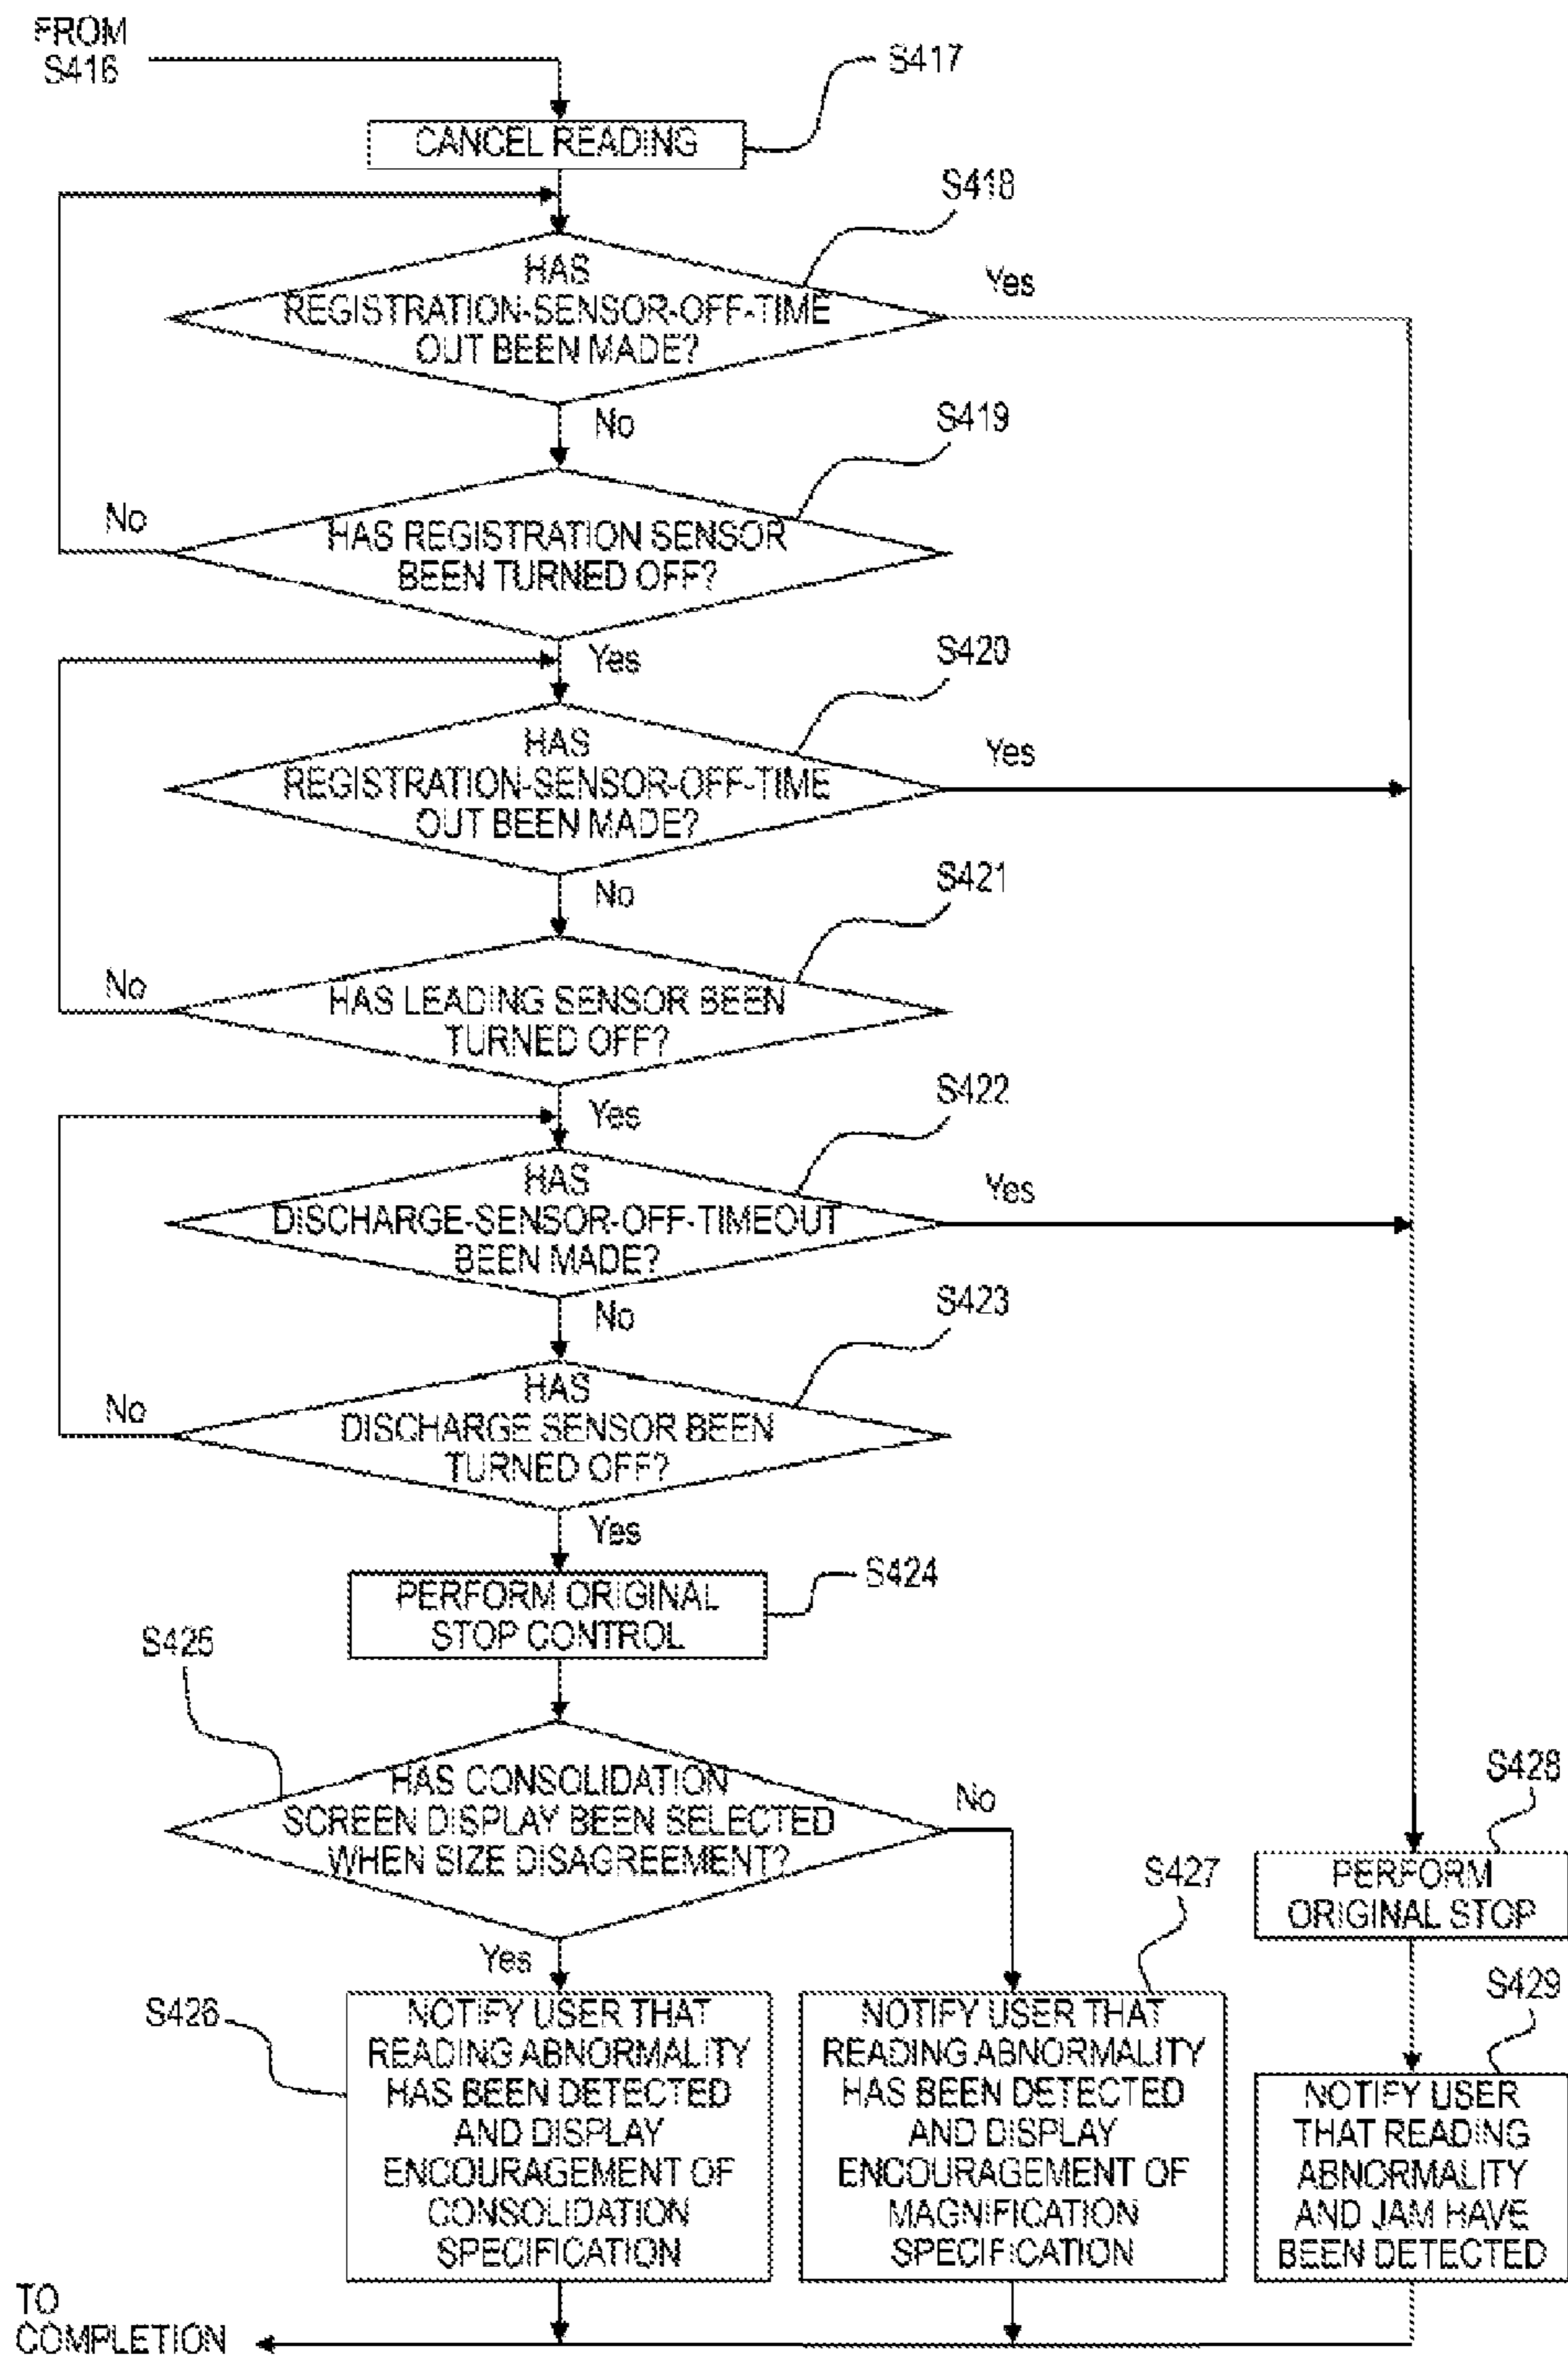 FROM
S416
S417
CANCEL READING
S418
HAS
REGISTRATION-SENSOR-OFF-TIME
OUT BEEN MADE?
Yes
No
S419
HAS REGISTRATION SENSOR
BEEN TURNED OFF?
No
Yes
S420
HAS
REGISTRATION-SENSOR-OFF-TIME
OUT BEEN MADE?
Yes
No
S421
HAS LEADING SENSOR BEEN
TURNED OFF?
No
Yes
S422
HAS
DISCHARGE-SENSOR-OFF-TIMEOUT
BEEN MADE?
Yes
No
S423
HAS
DISCHARGE SENSOR BEEN
TURNED OFF?
No
Yes
S424
PERFORM ORIGINAL
STOP CONTROL
S425
HAS CONSOLIDATION
SCREEN DISPLAY BEEN SELECTED
WHEN SIZE DISAGREEMENT?
No
Yes
S426
NOTIFY USER THAT
READING ABNORMALITY
HAS BEEN DETECTED
AND DISPLAY
ENCOURAGEMENT OF
CONSOLIDATION
SPECIFICATION
S427
NOTIFY USER THAT
READING ABNORMALITY
HAS BEEN DETECTED
AND DISPLAY
ENCOURAGEMENT OF
MAGNIFICATION
SPECIFICATION
S428
PERFORM
ORIGINAL STOP
S429
NOTIFY USER
THAT READING
ABNORMALITY
AND JAM HAVE
BEEN DETECTED
TO
COMPLETION